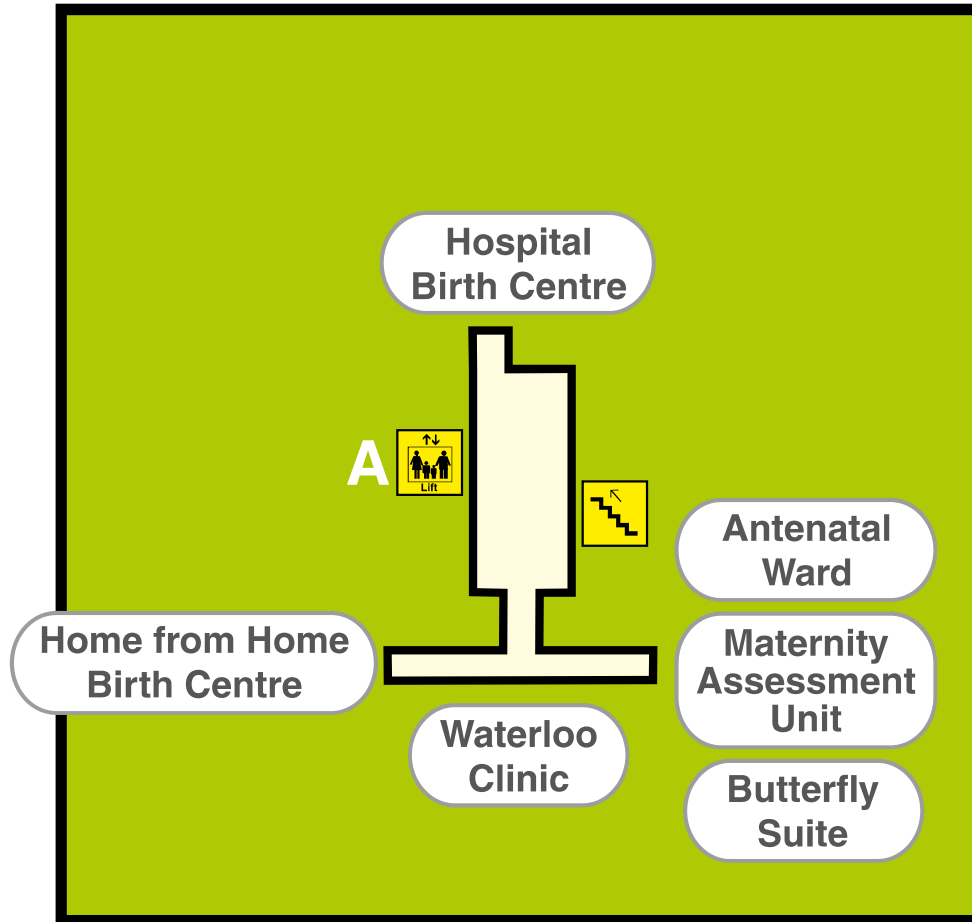 Hospital
Birth Centre
A
Lift
Antenatal
Ward
Home from Home
Birth Centre
Maternity
Assessment
Unit
Waterloo
Clinic
Butterfly
Suite